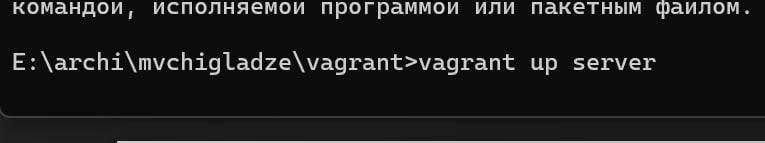 командой, исполняемой программой или пакетным файлом.
E:\archi\mvchigladze\vagrant>vagrant up server